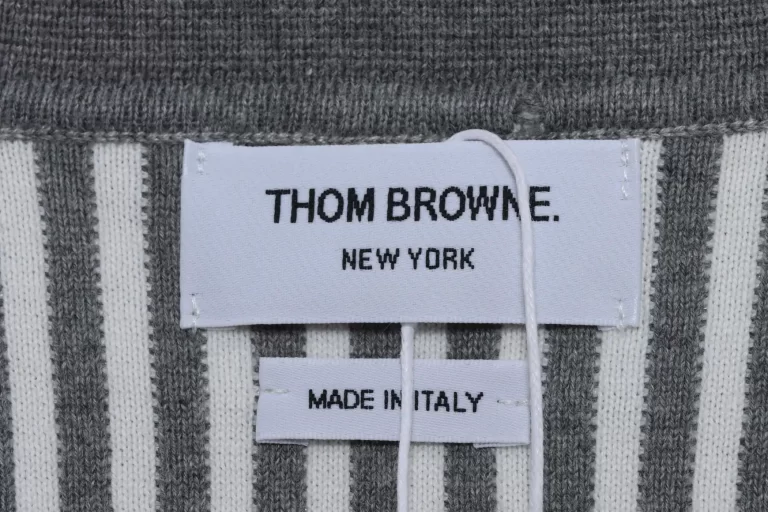 THOM BROWNE.
NEW YORK
MADE IN ITALY